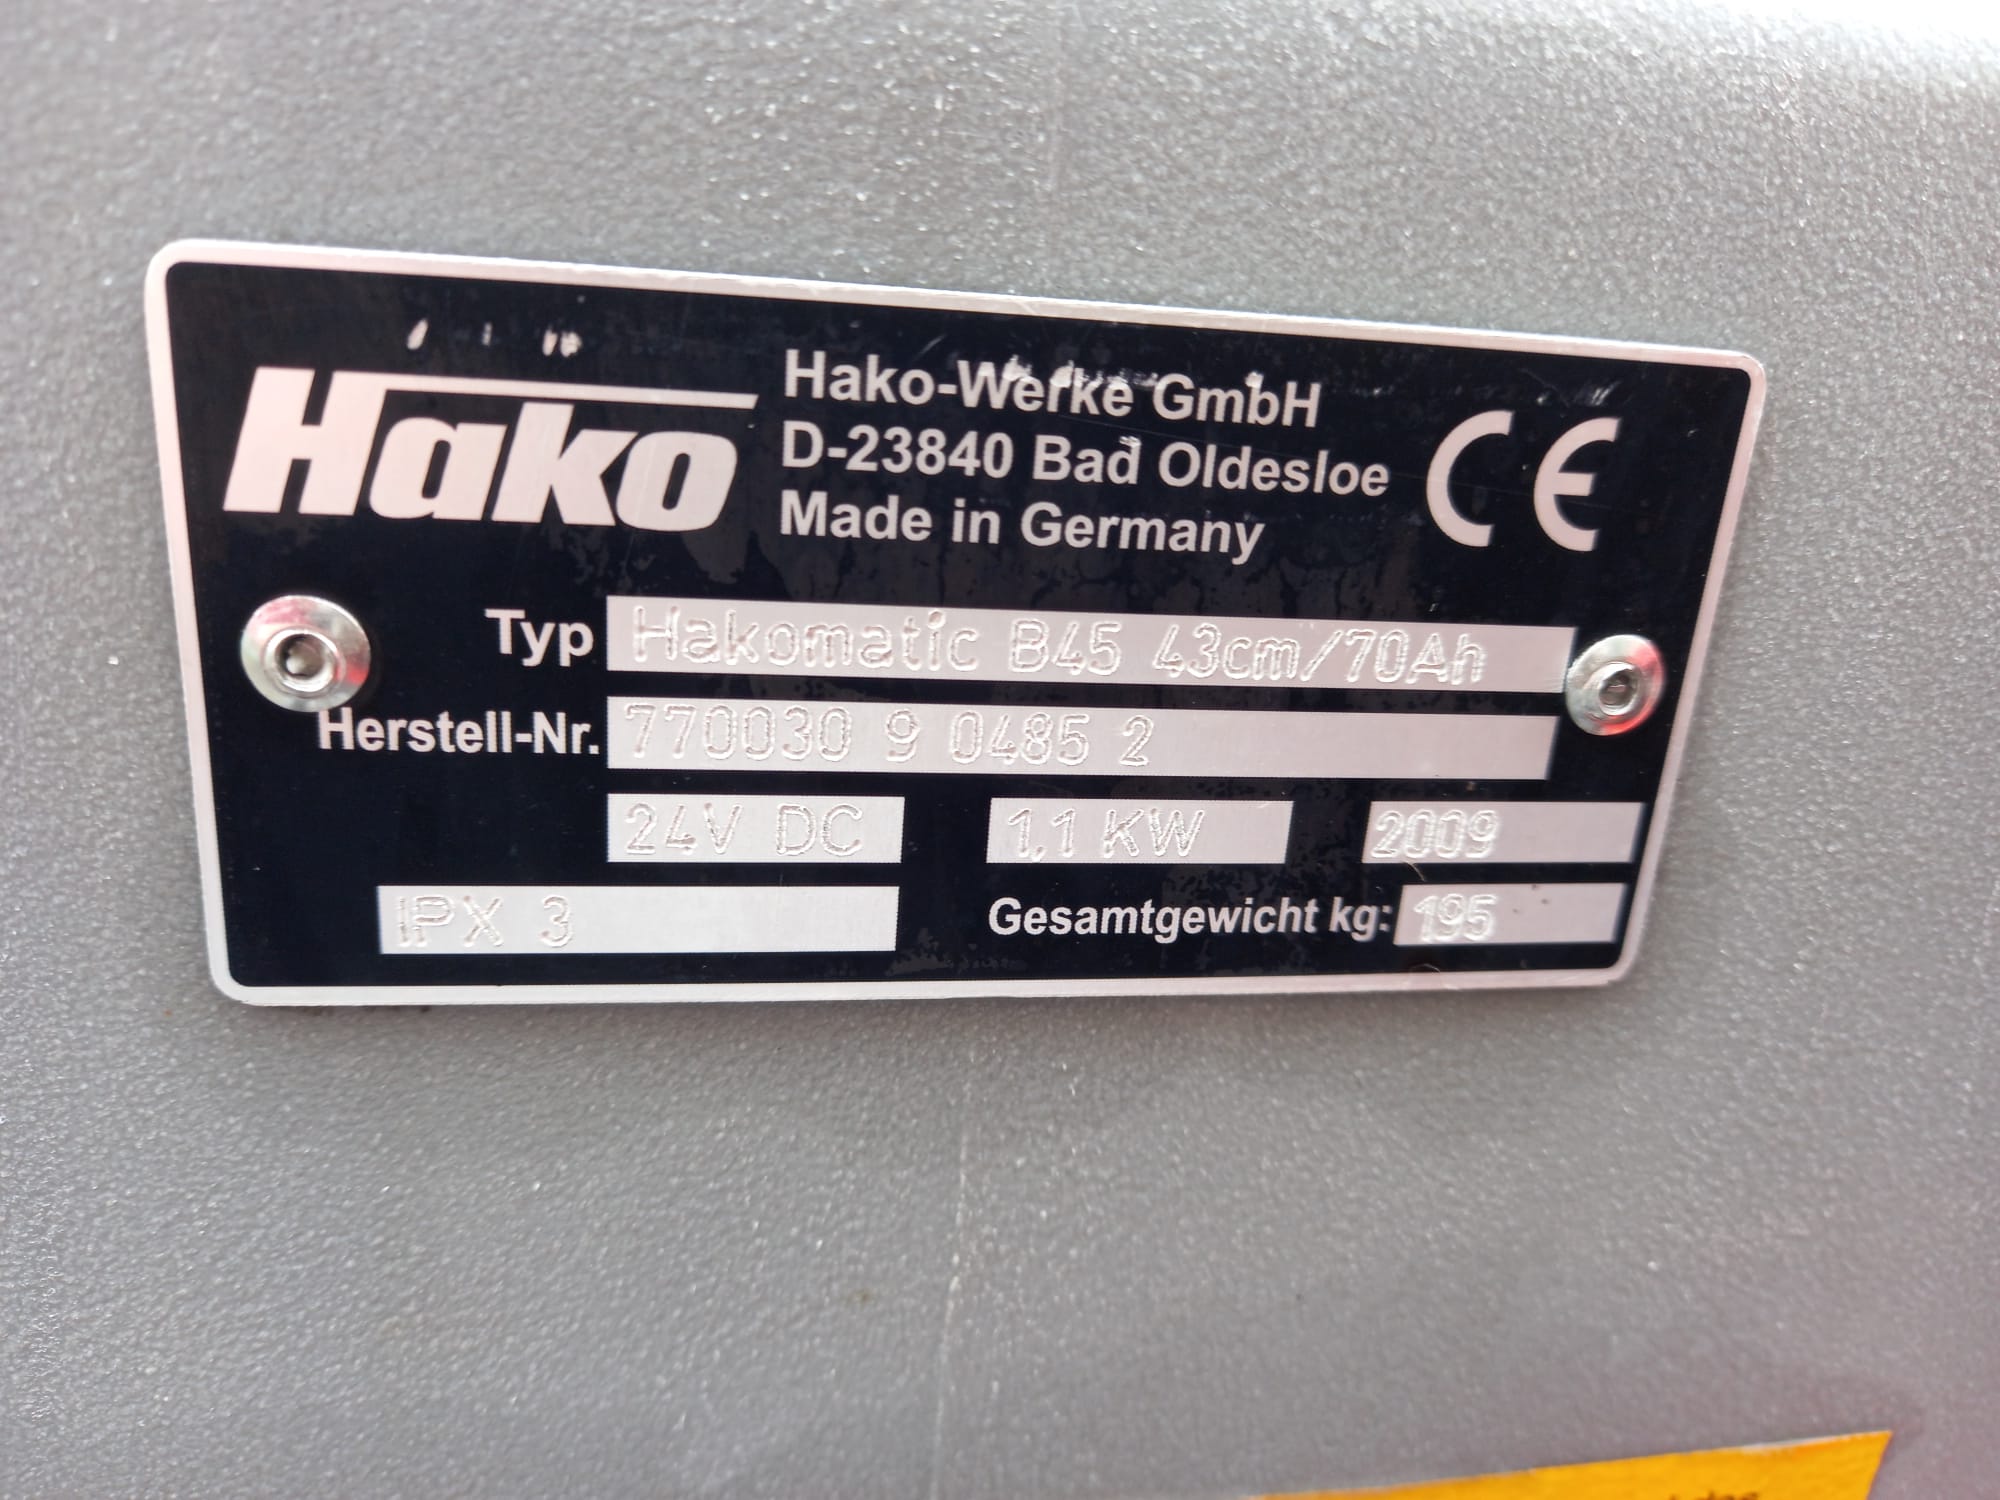 Hako
Hako-Werke GmbH
D-23840 Bad Oldesloe
Made in Germany
CE
Typ Hakomatic B45 43cm/70Ah
Herstell-Nr. 770030 9 0485 2
24V DC 1,1 KW 2009
IPX 3 Gesamtgewicht kg: 195